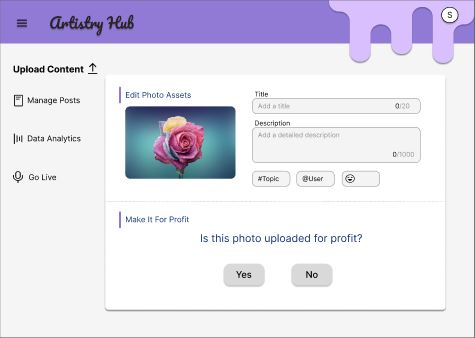 Artistry Hub
S
Upload Content
Manage Posts
Data Analytics
Go Live
Edit Photo Assets
Title
Add a title
0/20
Description
Add a detailed description
0/1000
#Topic
@User
Make It For Profit
Is this photo uploaded for profit?
Yes
No